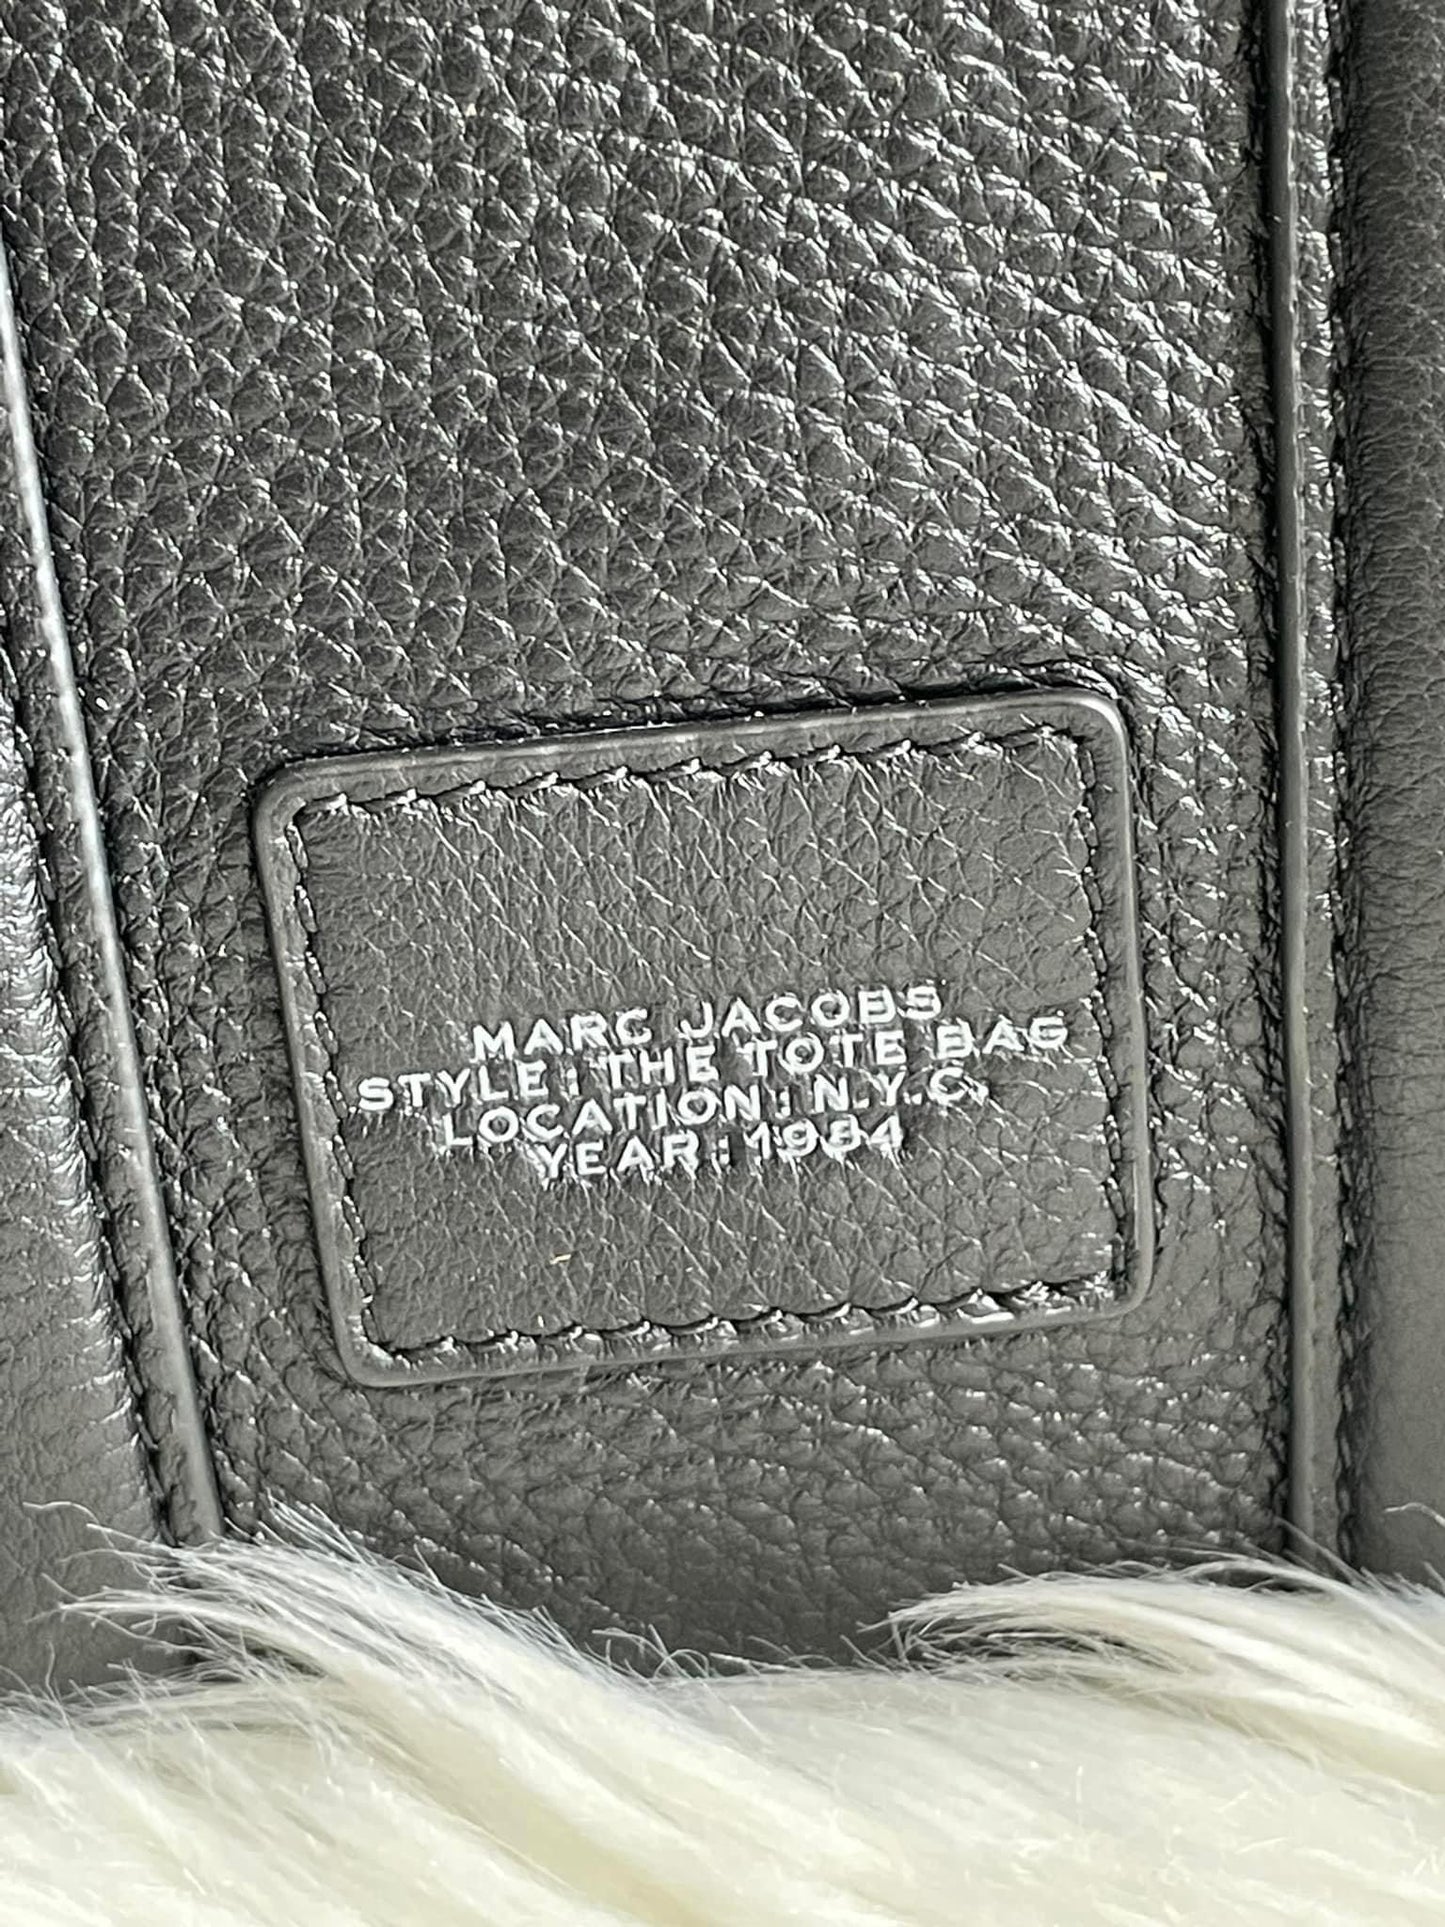 MARC JACOBS
STYLE: THE TOTE BAG
LOCATION: N.Y.C.
YEAR: 1984